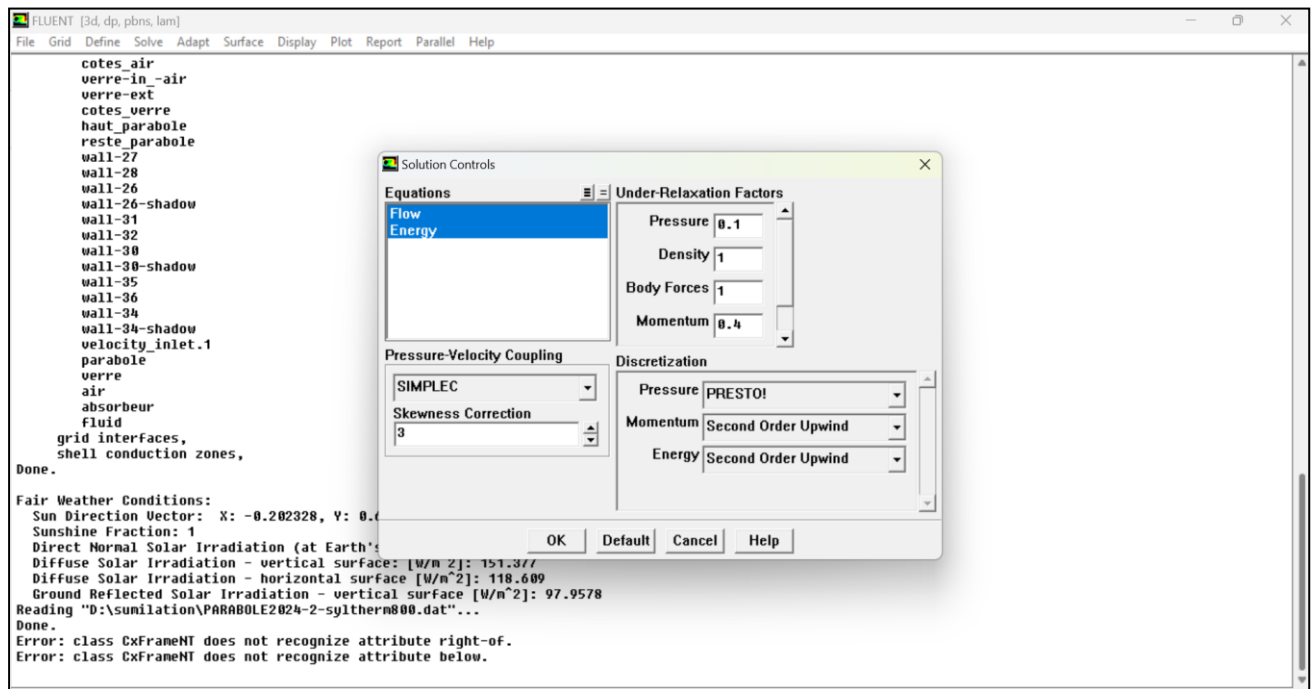 FLUENT [3d, dp, pbns, lam]
File Grid Define Solve Adapt Surface Display Plot Report Parallel Help
cotes_air
verre-in_-air
verre-ext
cotes_verre
haut_parabole
reste_parabole
wall-27
wall-28
wall-26
wall-26-shadow
wall-31
wall-32
wall-30
wall-30-shadow
wall-35
wall-36
wall-34
wall-34-shadow
velocity_inlet.1
parabole
verre
air
absorbeur
fluid
grid interfaces,
shell conduction zones,
Done.
Fair Weather Conditions:
Sun Direction Vector: X: -0.202328, Y:
Sunshine Fraction: 1
Direct Normal Solar Irradiation (at Earth's
Diffuse Solar Irradiation - vertical surface: [W/m^2]: 151.377
Diffuse Solar Irradiation - horizontal surface [W/m^2]: 118.609
Ground Reflected Solar Irradiation - vertical surface [W/m^2]: 97.9578
Reading "D:\sumilation\PARABOLE2024-2-syltherm800.dat"...
Done.
Error: class CxFrameNT does not recognize attribute right-of.
Error: class CxFrameNT does not recognize attribute below.
Solution Controls
Equations
Flow
Energy
Pressure-Velocity Coupling
SIMPLEC
Skewness Correction
3
Under-Relaxation Factors
Pressure 0.1
Density 1
Body Forces 1
Momentum 0.4
Discretization
Pressure PRESTO!
Momentum Second Order Upwind
Energy Second Order Upwind
OK Default Cancel Help